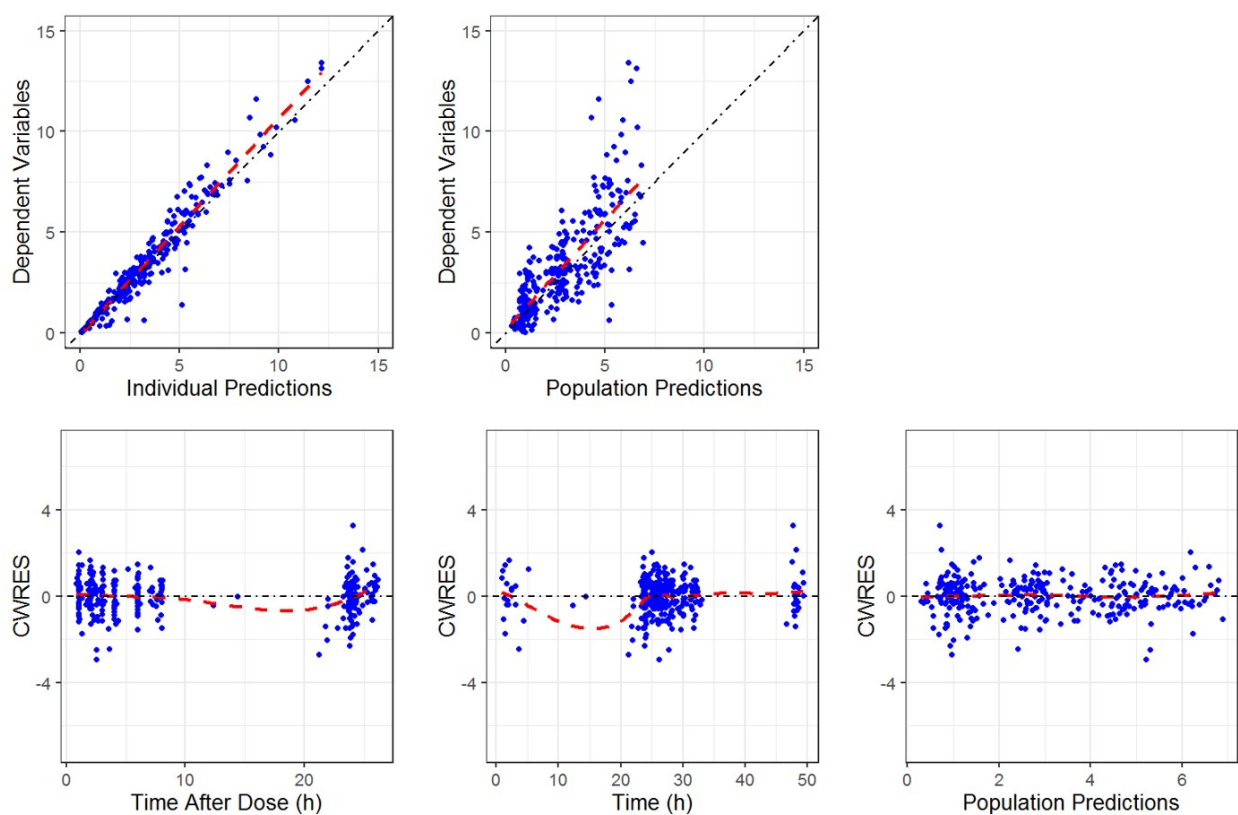 15
10
5
0
Dependent Variables
0 5 10 15
Individual Predictions
15
10
5
0
Dependent Variables
0 5 10 15
Population Predictions
4
0
-4
CWRES
0 10 20
Time After Dose (h)
4
0
-4
CWRES
0 10 20 30 40 50
Time (h)
4
0
-4
CWRES
0 2 4 6
Population Predictions